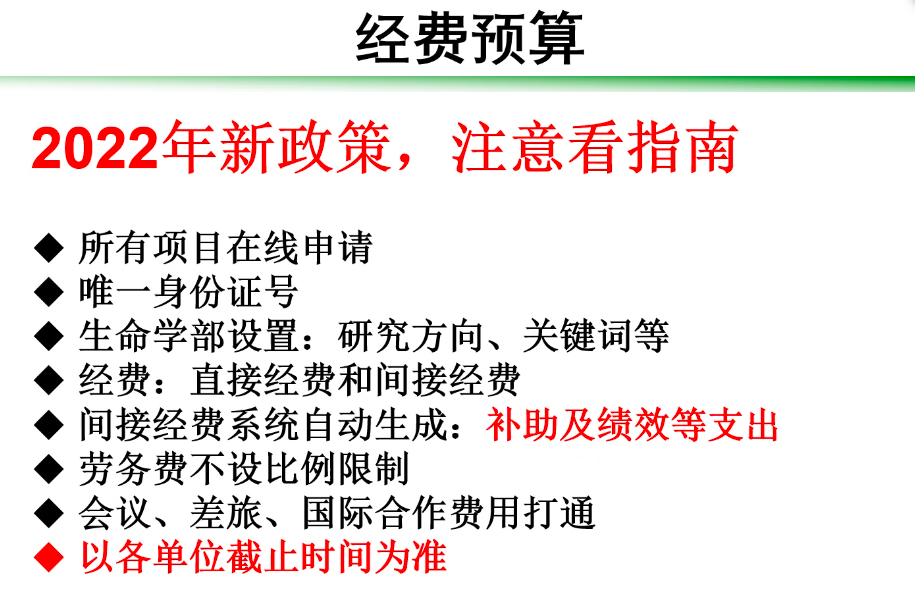 经费预算
2022年新政策，注意看指南
◆ 所有项目在线申请
◆ 唯一身份证号
◆ 生命学部设置：研究方向、关键词等
◆ 经费：直接经费和间接经费
◆ 间接经费系统自动生成：补助及绩效等支出
◆ 劳务费不设比例限制
◆ 会议、差旅、国际合作费用打通
◆ 以各单位截止时间为准